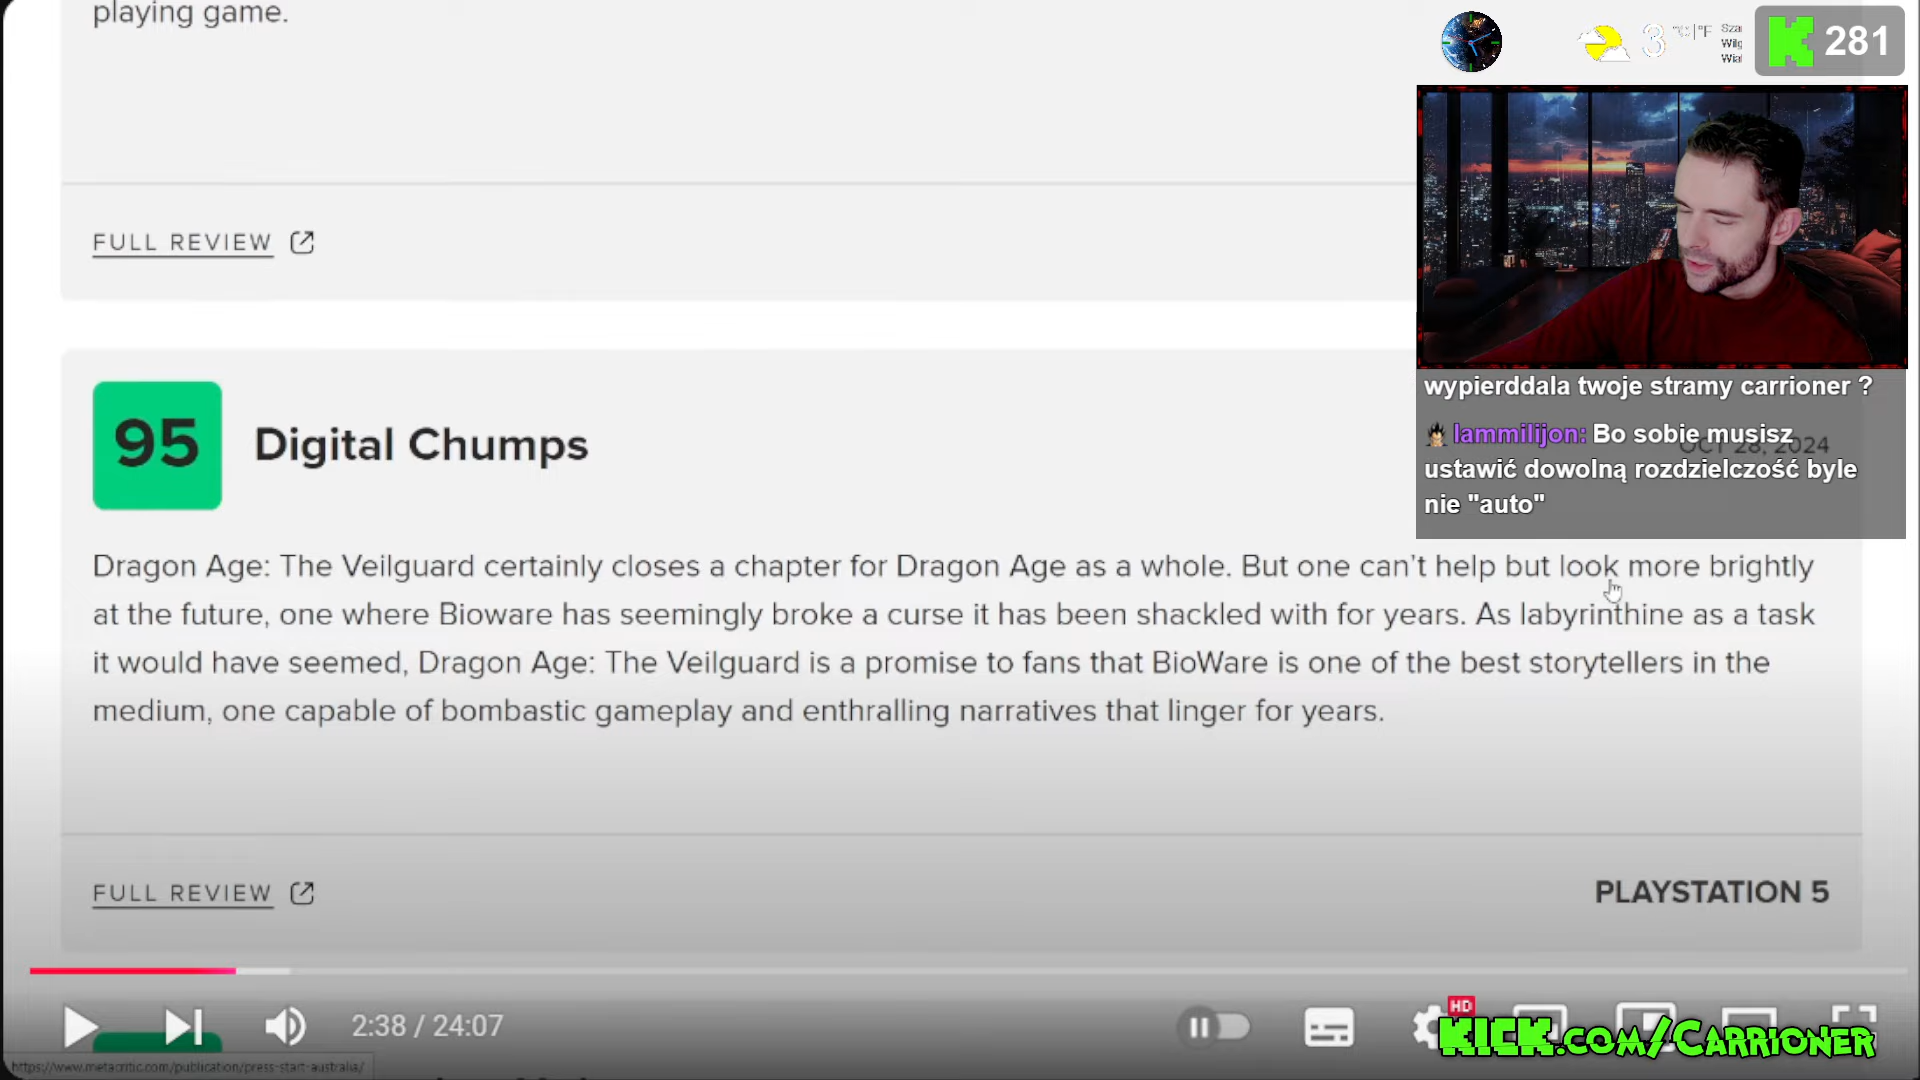 playing game.
3 °C|°F
281
FULL REVIEW
wypierddala twoje stramy carrioner ?
95 Digital Chumps
lammilijon: Bo sobie musisz
OCT 28, 2024
ustawić dowolną rozdzielczość byle
nie "auto"
Dragon Age: The Veilguard certainly closes a chapter for Dragon Age as a whole. But one can't help but look more brightly
at the future, one where Bioware has seemingly broke a curse it has been shackled with for years. As labyrinthine as a task
it would have seemed, Dragon Age: The Veilguard is a promise to fans that BioWare is one of the best storytellers in the
medium, one capable of bombastic gameplay and enthralling narratives that linger for years.
FULL REVIEW
PLAYSTATION 5
2:38 / 24:07
HD
KICK.COM/CARRIONER
https://www.metacritic.com/publication/press-start-australia/